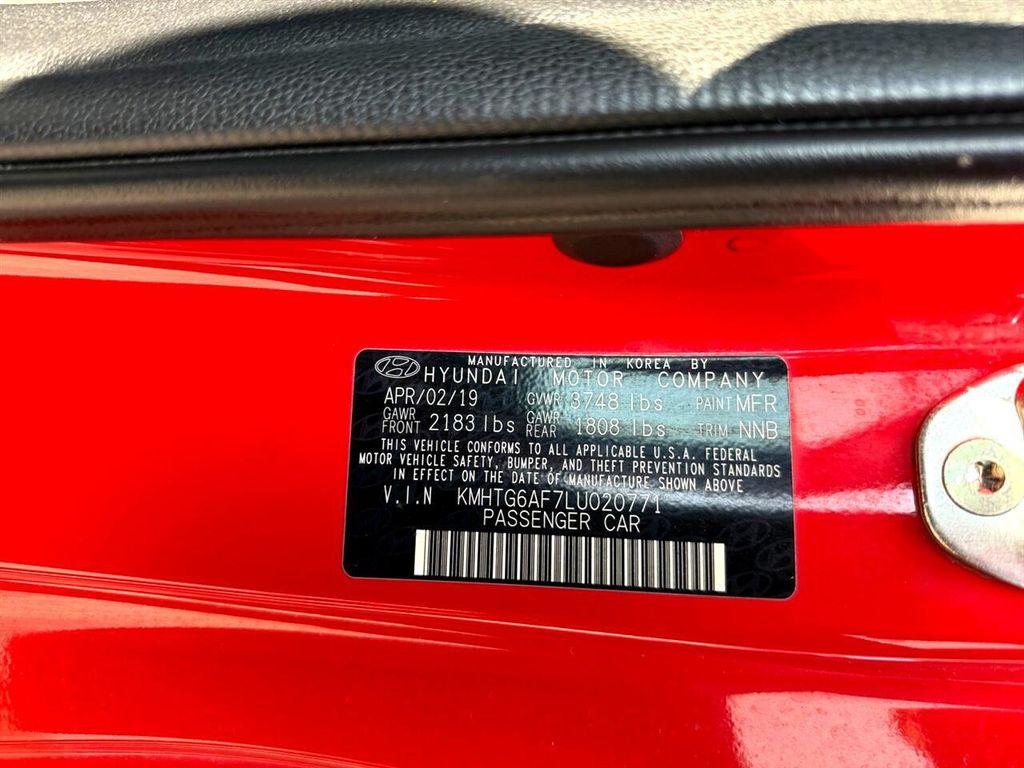 MANUFACTURED IN KOREA BY
HYUNDAI MOTOR COMPANY
APR/02/19 GVWR 3748 lbs PAINT MFR
GAWR FRONT 2183 lbs GAWR REAR 1808 lbs TRIM NNB
THIS VEHICLE CONFORMS TO ALL APPLICABLE U.S.A. FEDERAL
MOTOR VEHICLE SAFETY, BUMPER, AND THEFT PREVENTION STANDARDS
IN EFFECT ON THE DATE OF MANUFACTURE SHOWN ABOVE
V.I.N KMHTG6AF7LU020771
PASSENGER CAR